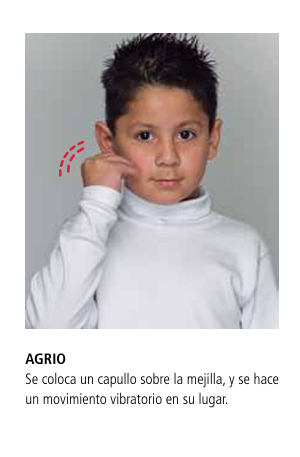 AGRIO
Se coloca un capullo sobre la mejilla, y se hace
un movimiento vibratorio en su lugar.